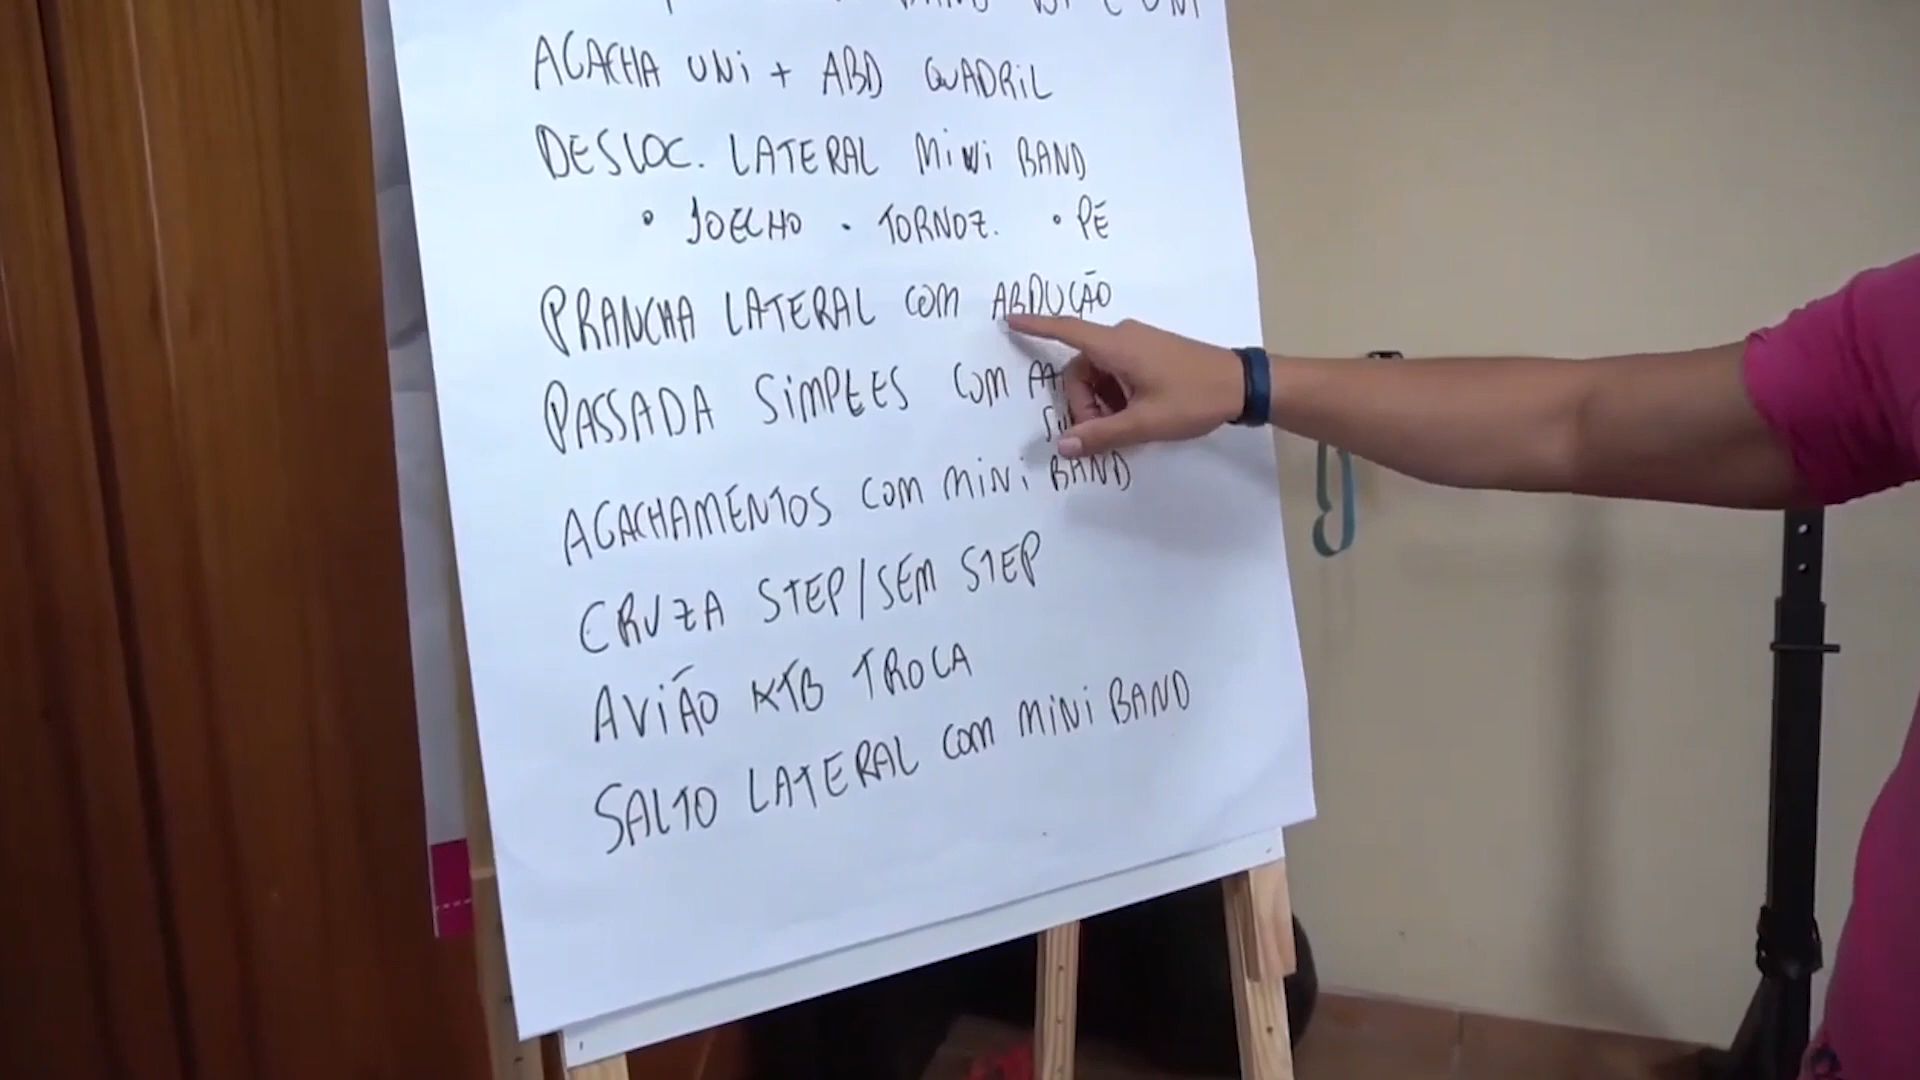 ACACHA UNI + ABD QUADRIL
DESLOC. LATERAL MINI BAND
• JOELHO • TORNOZ. • PÉ
PRANCHA LATERAL COM ABDUÇÃO
PASSADA SIMPLES COM
AGACHAMENTOS COM MINI BAND
CRUZA STEP/SEM STEP
AVIÃO KTB TROCA
SALTO LATERAL COM MINI BAND